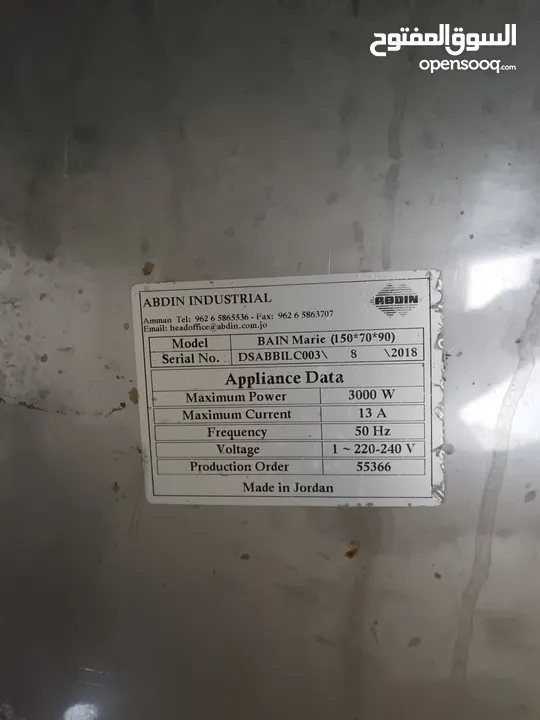 السوق المفتوح
opensooq.com
ABDIN INDUSTRIAL
ABDIN
Amman Tel: 962 6 5865536 - Fax: 962 6 5863707
Email: headoffice@abdin.com.jo
Model BAIN Marie (150*70*90)
Serial No. DSABBILC003\ 8 \2018
Appliance Data
Maximum Power 3000 W
Maximum Current 13 A
Frequency 50 Hz
Voltage 1 ~ 220-240 V
Production Order 55366
Made in Jordan